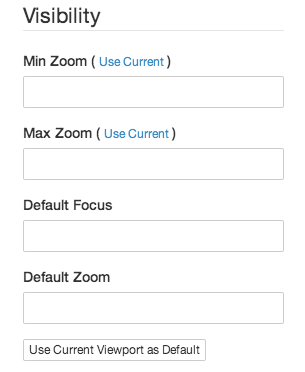 Visibility
Min Zoom ( Use Current )
Max Zoom ( Use Current )
Default Focus
Default Zoom
Use Current Viewport as Default